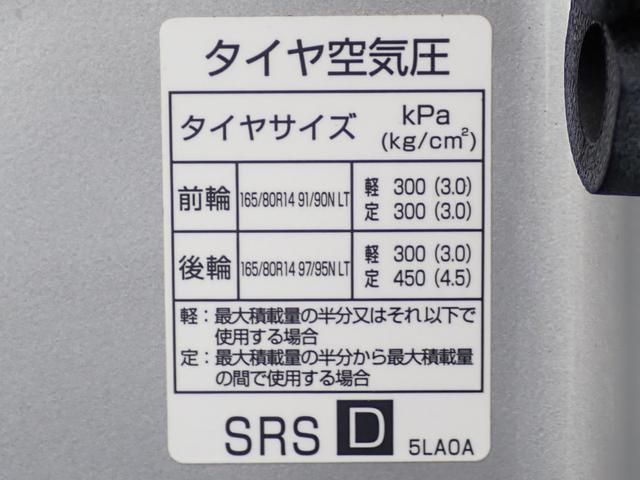 タイヤ空気圧
タイヤサイズ kPa (kg/cm²)
前輪 165/80R14 91/90N LT 軽 300 (3.0)
定 300 (3.0)
後輪 165/80R14 97/95N LT 軽 300 (3.0)
定 450 (4.5)
軽：最大積載量の半分又はそれ以下で
使用する場合
定：最大積載量の半分から最大積載量
の間で使用する場合
SRS D 5LA0A